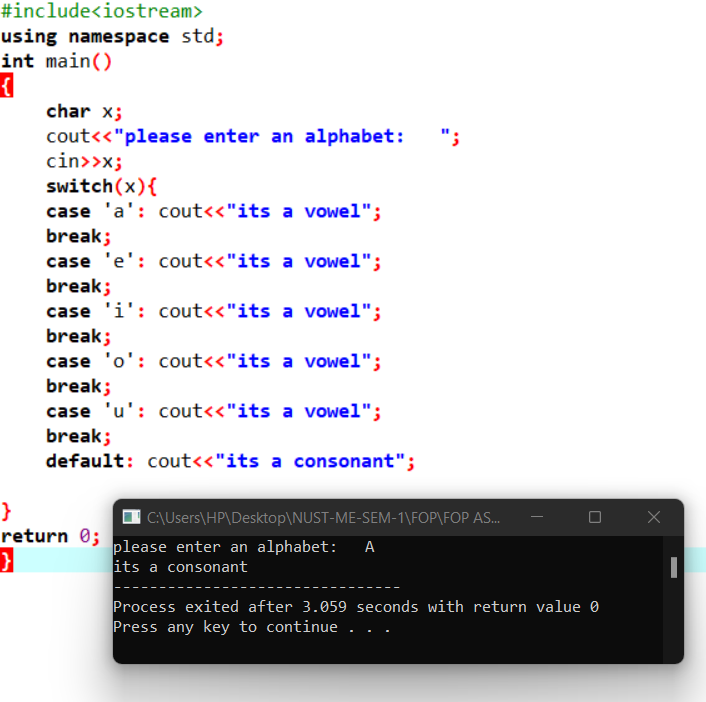 #include<iostream>
using namespace std;
int main()
{
    char x;
    cout<<"please enter an alphabet:   ";
    cin>>x;
    switch(x){
    case 'a': cout<<"its a vowel";
    break;
    case 'e': cout<<"its a vowel";
    break;
    case 'i': cout<<"its a vowel";
    break;
    case 'o': cout<<"its a vowel";
    break;
    case 'u': cout<<"its a vowel";
    break;
    default: cout<<"its a consonant";
}
return 0;
}
C:\Users\HP\Desktop\NUST-ME-SEM-1\FOP\FOP AS...
please enter an alphabet:   A
its a consonant
--------------------------------
Process exited after 3.059 seconds with return value 0
Press any key to continue . . .